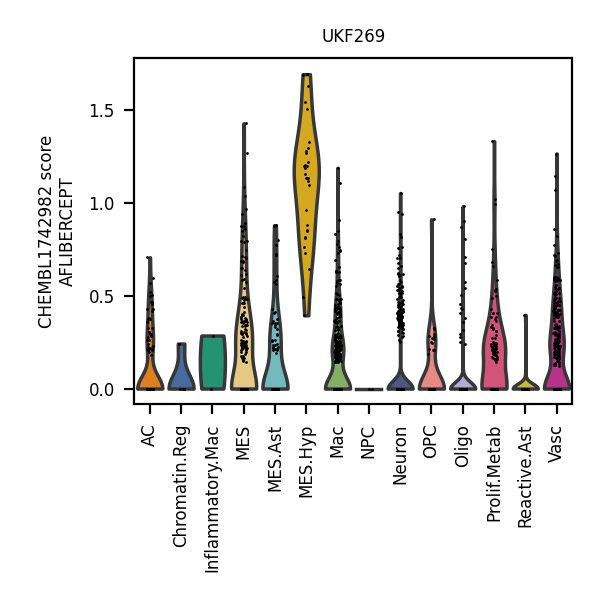 UKF269
CHEMBL1742982 score
AFLIBERCEPT
1.5
1.0
0.5
0.0
AC
Chromatin.Reg
Inflammatory.Mac
MES
MES.Ast
MES.Hyp
Mac
NPC
Neuron
OPC
Oligo
Prolif.Metab
Reactive.Ast
Vasc